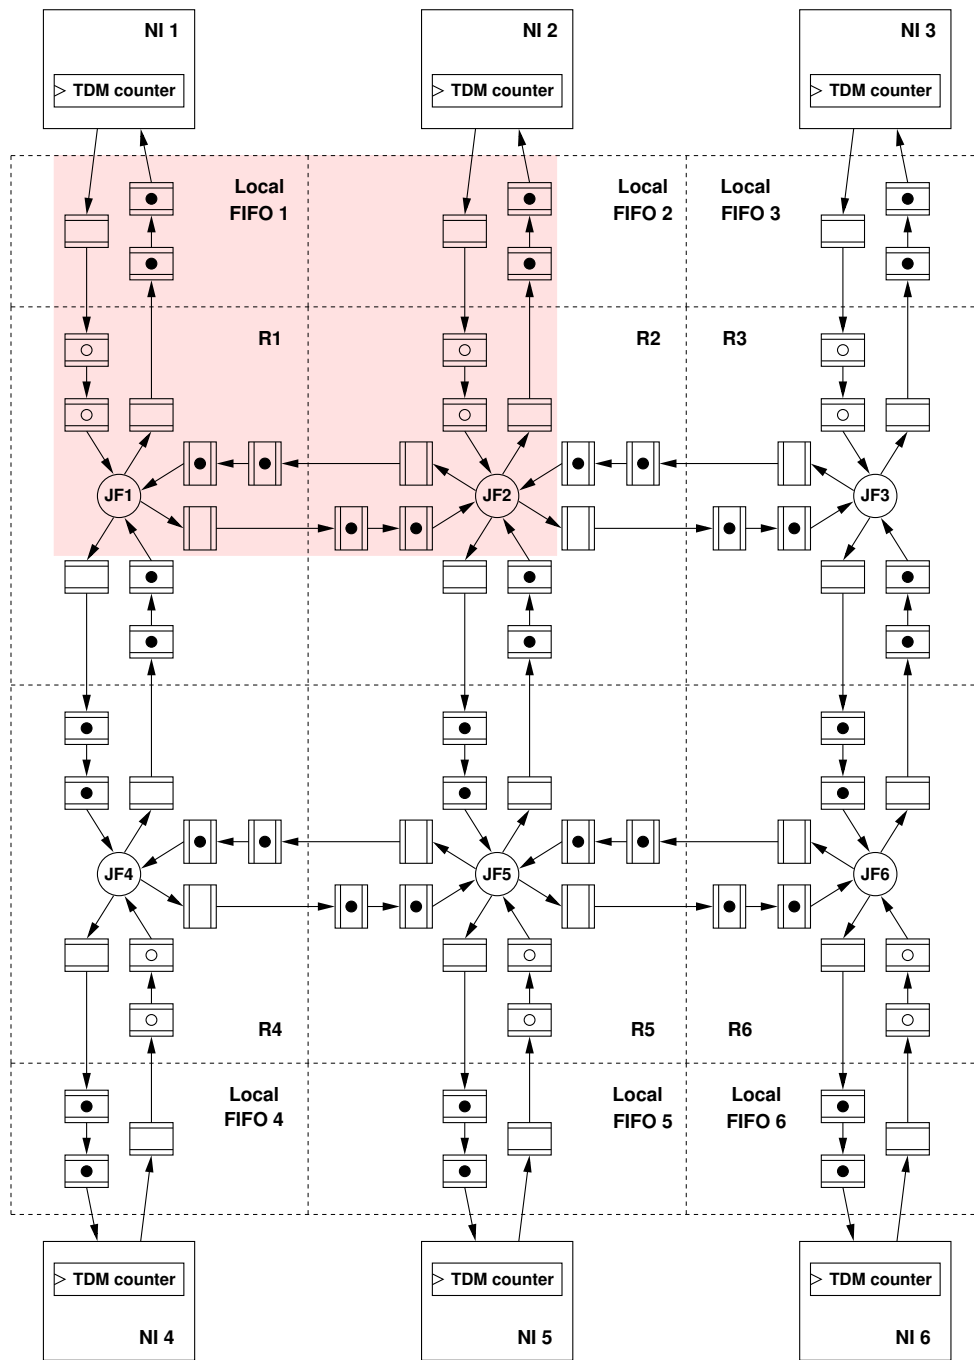 NI 1
NI 2
NI 3
TDM counter
TDM counter
TDM counter
Local
FIFO 1
Local
FIFO 2
Local
FIFO 3
R1
R2
R3
JF1
JF2
JF3
JF4
JF5
JF6
R4
R5
R6
Local
FIFO 4
Local
FIFO 5
Local
FIFO 6
TDM counter
TDM counter
TDM counter
NI 4
NI 5
NI 6